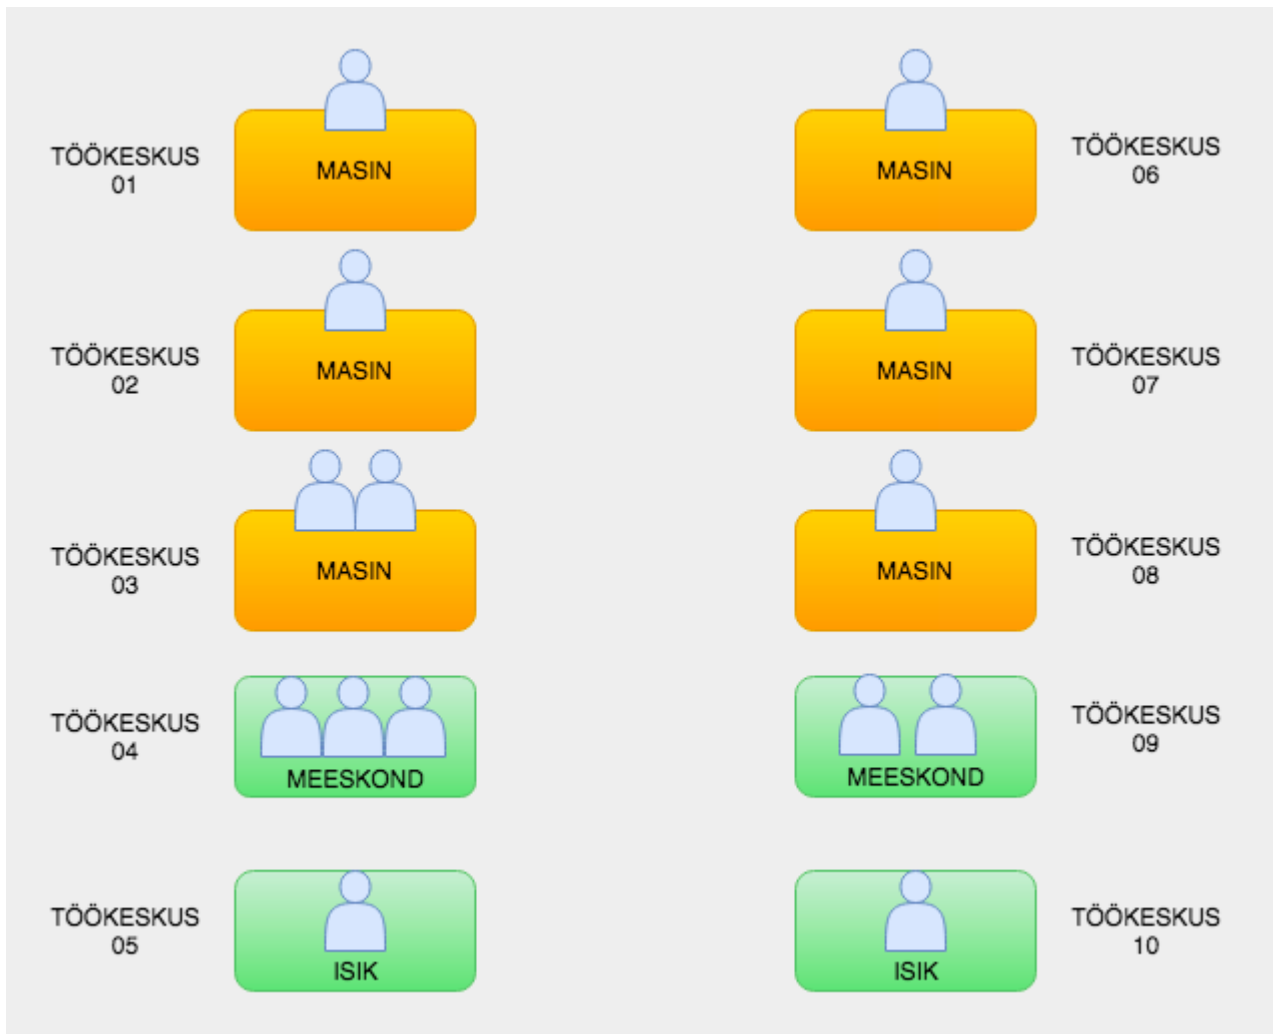 TÖÖKESKUS
01
MASIN
MASIN
TÖÖKESKUS
06
TÖÖKESKUS
02
MASIN
MASIN
TÖÖKESKUS
07
TÖÖKESKUS
03
MASIN
MASIN
TÖÖKESKUS
08
TÖÖKESKUS
04
MEESKOND
MEESKOND
TÖÖKESKUS
09
TÖÖKESKUS
05
ISIK
ISIK
TÖÖKESKUS
10